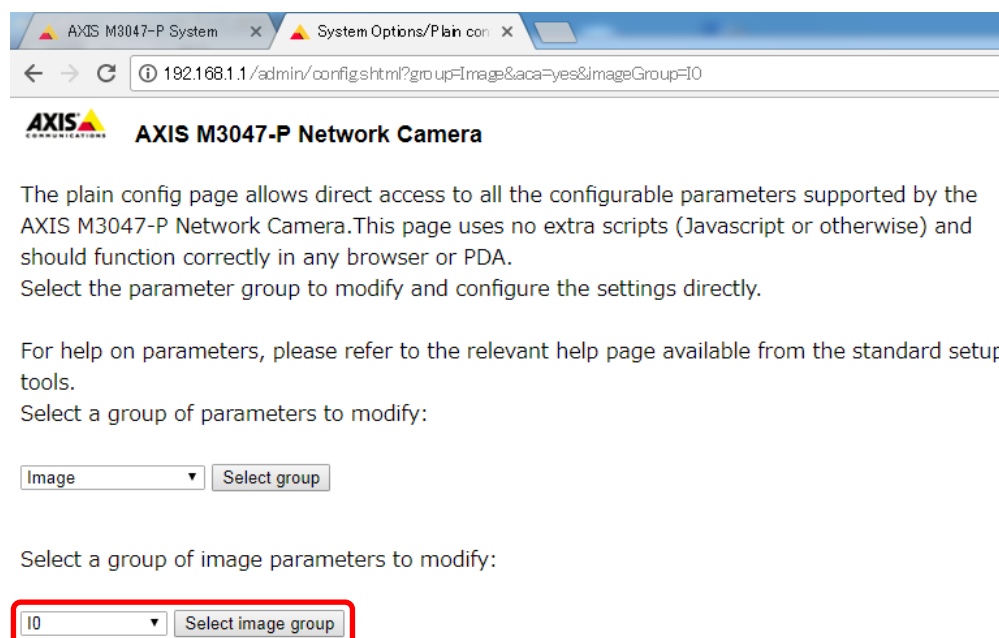 AXIS M3047-P System
System Options/Plain con
192.168.1.1/admin/config.shtml?group=Image&aca=yes&imageGroup=I0
AXIS
COMMUNICATIONS
AXIS M3047-P Network Camera
The plain config page allows direct access to all the configurable parameters supported by the
AXIS M3047-P Network Camera.This page uses no extra scripts (Javascript or otherwise) and
should function correctly in any browser or PDA.
Select the parameter group to modify and configure the settings directly.
For help on parameters, please refer to the relevant help page available from the standard setup
tools.
Select a group of parameters to modify:
Image Select group
Select a group of image parameters to modify:
I0 Select image group